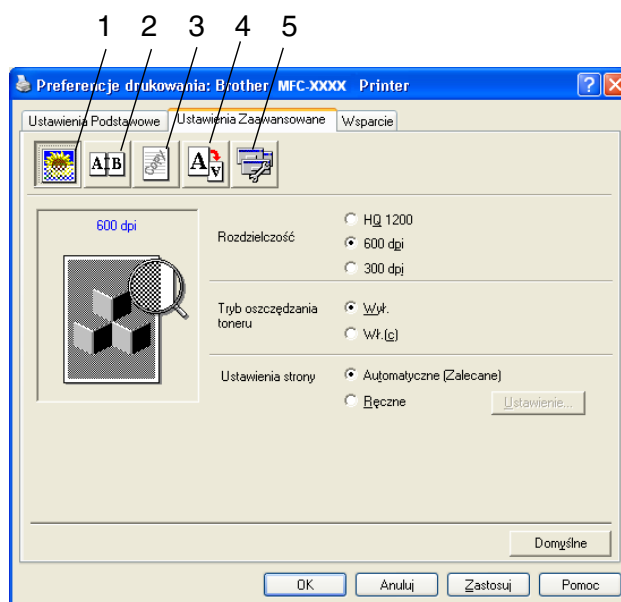 1 2 3 4 5
Preferencje drukowania: Brother MFC-XXXX Printer
Ustawienia Podstawowe Ustawienia Zaawansowane Wsparcie
A B A A
600 dpi
Rozdzielczość
HQ 1200
600 dpi
300 dpi
Tryb oszczędzania
toneru
Wył.
Wł.(c)
Ustawienia strony
Automatyczne (Zalecane)
Ręczne
Ustawienie...
Domyślne
OK Anuluj Zastosuj Pomoc